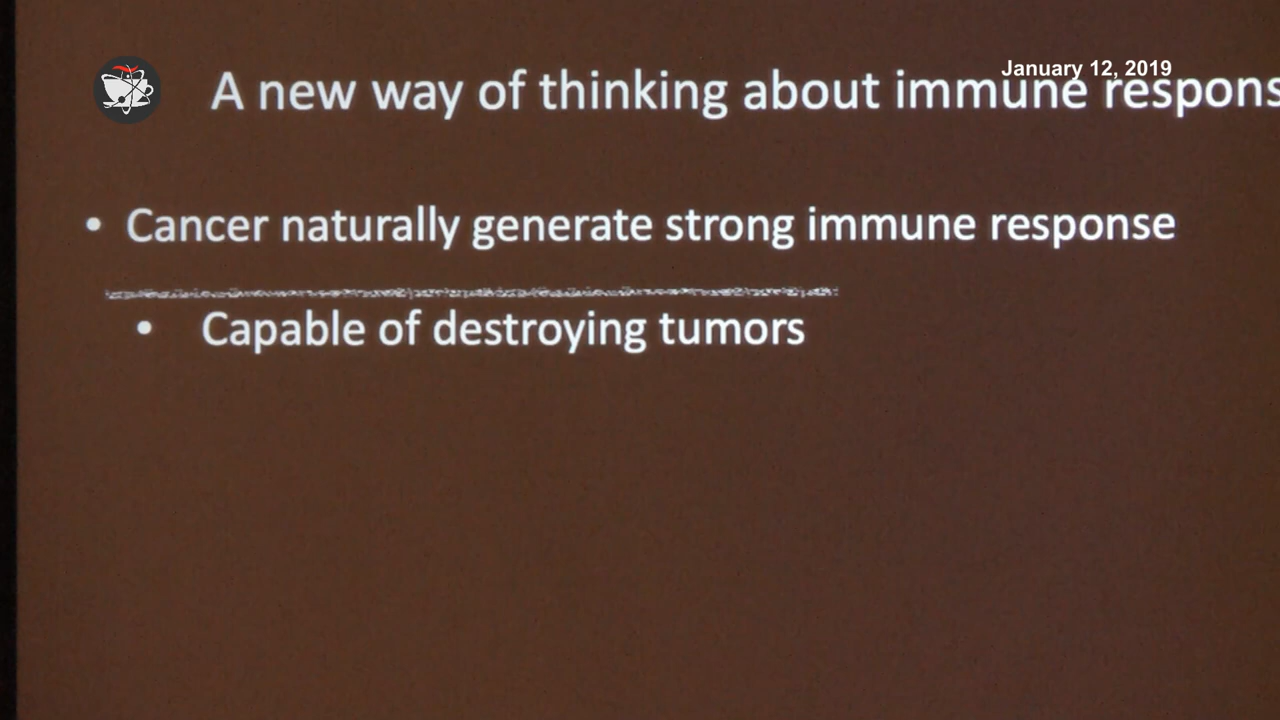 January 12, 2019
A new way of thinking about immune respons
• Cancer naturally generate strong immune response
• Capable of destroying tumors